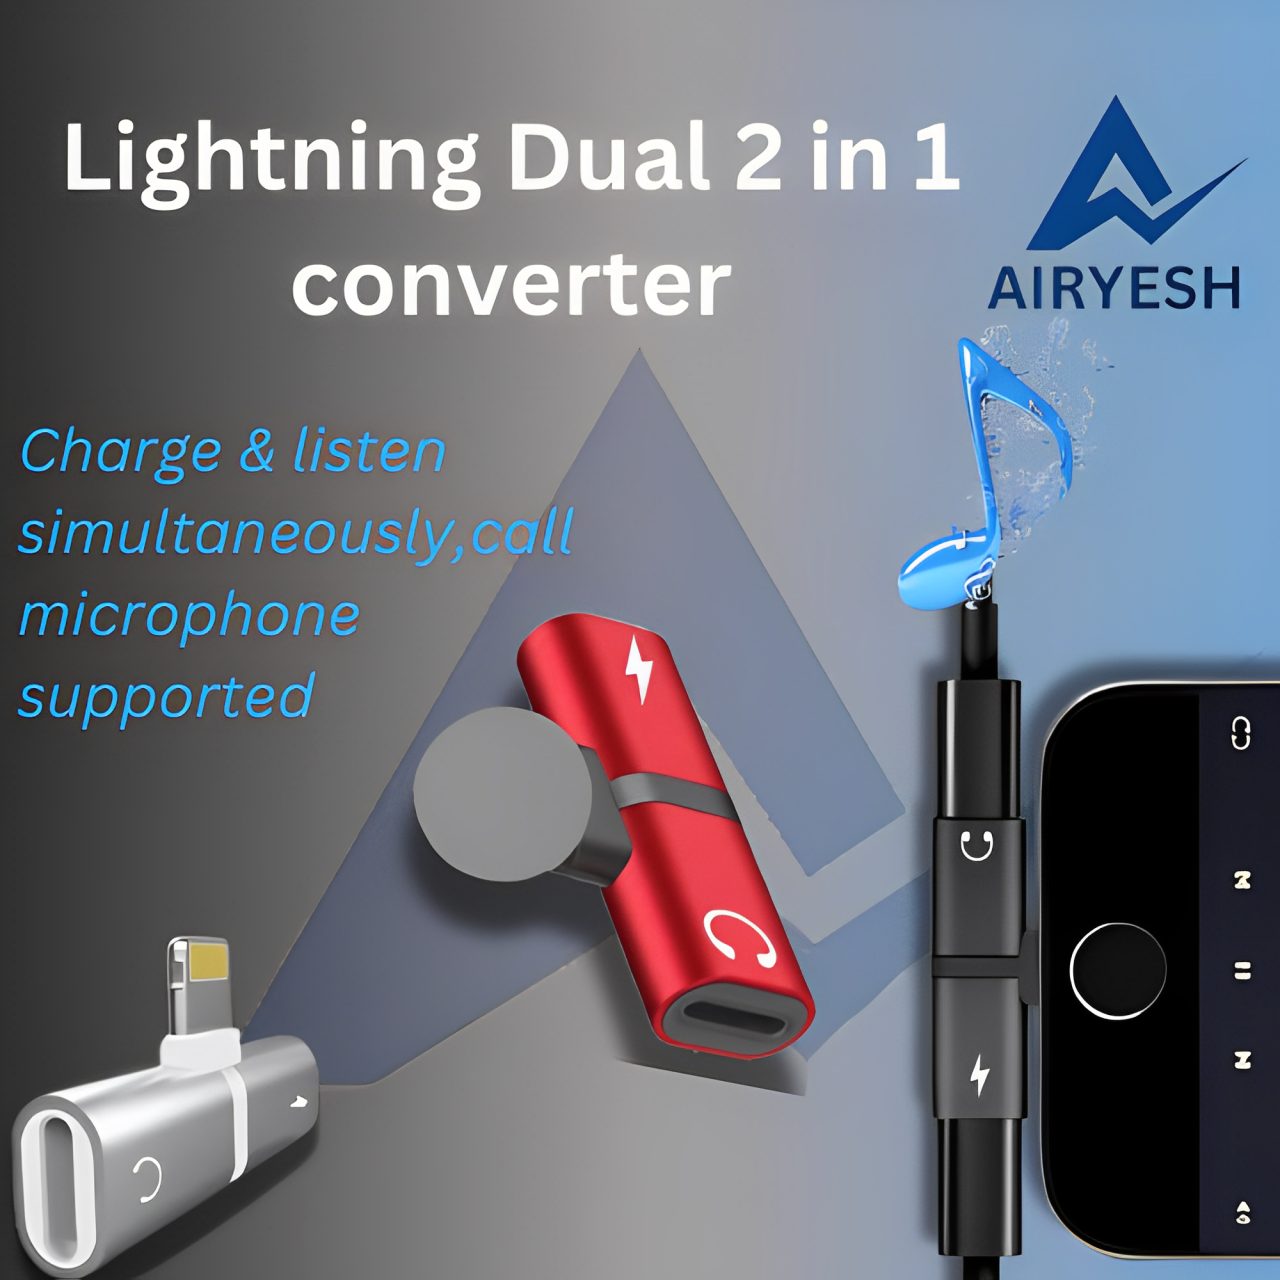 Lightning Dual 2 in 1
converter
AIRYESH
Charge & listen
simultaneously,call
microphone
supported